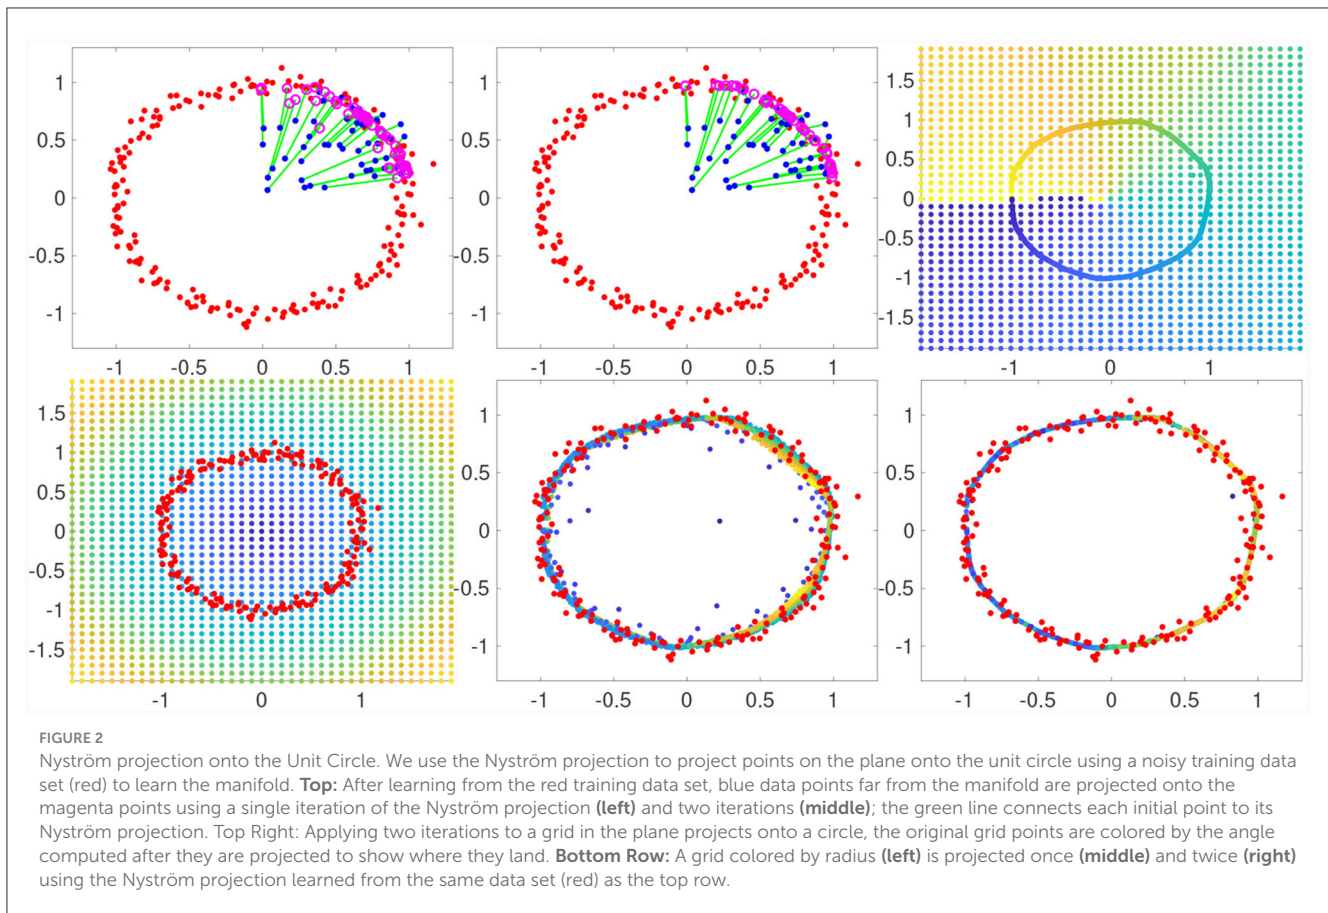 1
0.5
0
-0.5
-1
-1 -0.5 0 0.5 1
1
0.5
0
-0.5
-1
-1 -0.5 0 0.5 1
1.5
1
0.5
0
-0.5
-1
-1.5
-1 0 1
1.5
1
0.5
0
-0.5
-1
-1.5
-1 0 1
1
0.5
0
-0.5
-1
-1 -0.5 0 0.5 1
1
0.5
0
-0.5
-1
-1 -0.5 0 0.5 1
FIGURE 2
Nyström projection onto the Unit Circle. We use the Nyström projection to project points on the plane onto the unit circle using a noisy training data
set (red) to learn the manifold. Top: After learning from the red training data set, blue data points far from the manifold are projected onto the
magenta points using a single iteration of the Nyström projection (left) and two iterations (middle); the green line connects each initial point to its
Nyström projection. Top Right: Applying two iterations to a grid in the plane projects onto a circle, the original grid points are colored by the angle
computed after they are projected to show where they land. Bottom Row: A grid colored by radius (left) is projected once (middle) and twice (right)
using the Nyström projection learned from the same data set (red) as the top row.